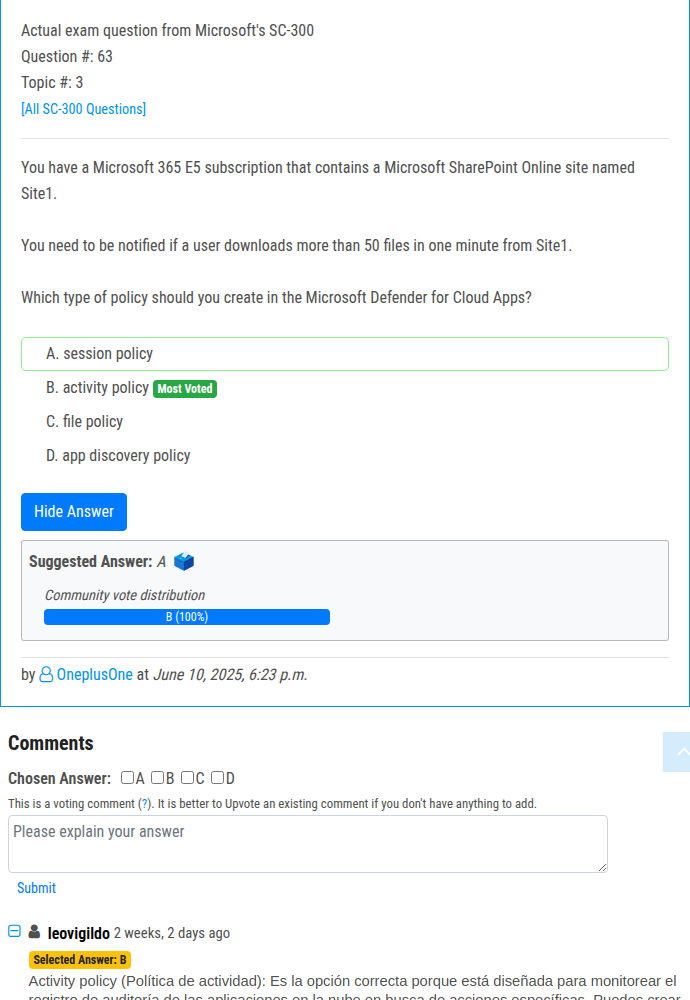 Actual exam question from Microsoft's SC-300
Question #: 63
Topic #: 3
[All SC-300 Questions]
You have a Microsoft 365 E5 subscription that contains a Microsoft SharePoint Online site named
Site1.
You need to be notified if a user downloads more than 50 files in one minute from Site1.
Which type of policy should you create in the Microsoft Defender for Cloud Apps?
A. session policy
B. activity policy Most Voted
C. file policy
D. app discovery policy
Hide Answer
Suggested Answer: A
Community vote distribution
B (100%)
by OneplusOne at June 10, 2025, 6:23 p.m.
Comments
Chosen Answer: A B C D
This is a voting comment (?). It is better to Upvote an existing comment if you don't have anything to add.
Please explain your answer
Submit
leovigildo 2 weeks, 2 days ago
Selected Answer: B
Activity policy (Política de actividad): Es la opción correcta porque está diseñada para monitorear el
registro de auditoría de las aplicaciones en la nube en busca de acciones específicas. Puedes crear